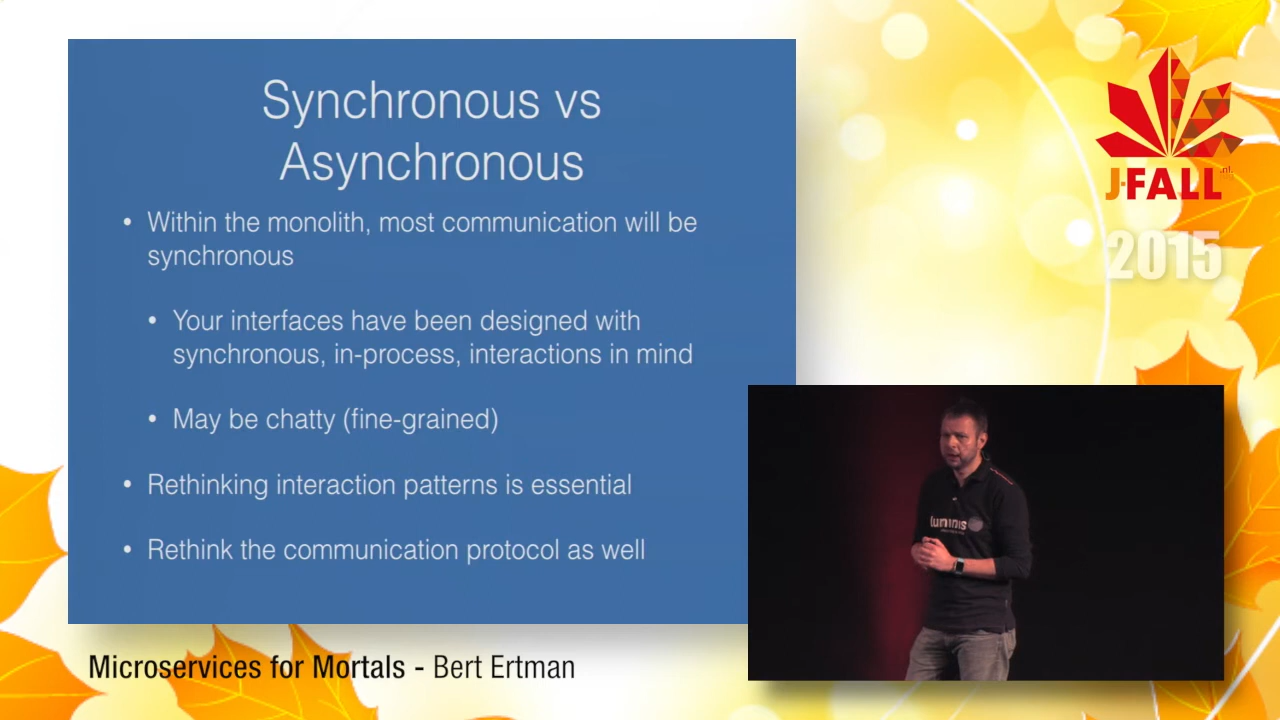 Synchronous vs
Asynchronous
• Within the monolith, most communication will be
synchronous
• Your interfaces have been designed with
synchronous, in-process, interactions in mind
• May be chatty (fine-grained)
• Rethinking interaction patterns is essential
• Rethink the communication protocol as well
J-FALL
.nl
2015
luminis
Microservices for Mortals - Bert Ertman